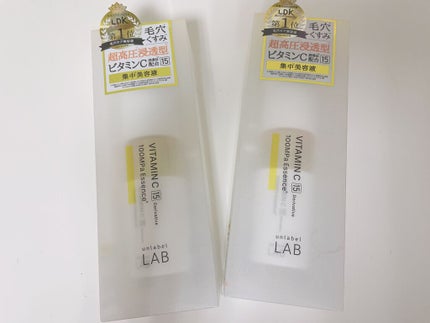 LDK
第1位
毛穴
くすみ
超高圧浸透型
ビタミンC
15
集中美容液
VITAMIN C 15 Derivative
100MPa Essence
unlabel
LAB
LDK
第1位
毛穴
くすみ
超高圧浸透型
ビタミンC
15
集中美容液
VITAMIN C 15 Derivative
100MPa Essence
unlabel
LAB